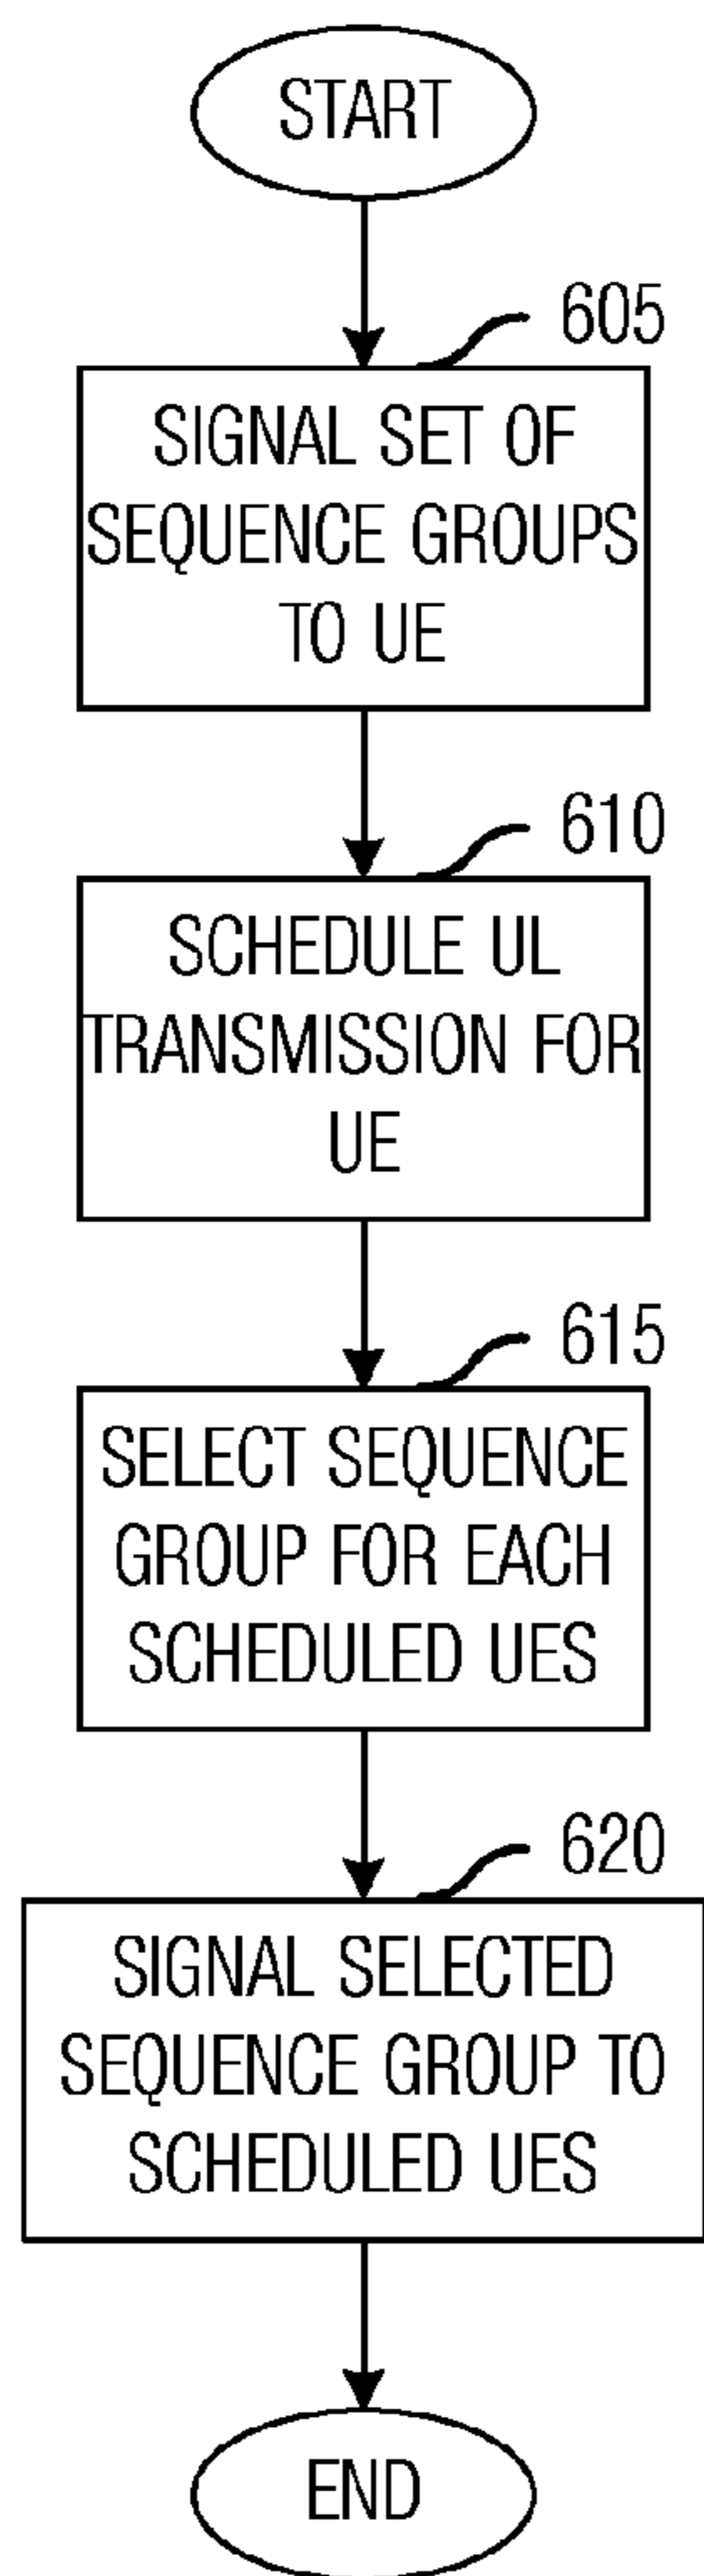 START
605
SIGNAL SET OF
SEQUENCE GROUPS
TO UE
610
SCHEDULE UL
TRANSMISSION FOR
UE
615
SELECT SEQUENCE
GROUP FOR EACH
SCHEDULED UES
620
SIGNAL SELECTED
SEQUENCE GROUP TO
SCHEDULED UES
END